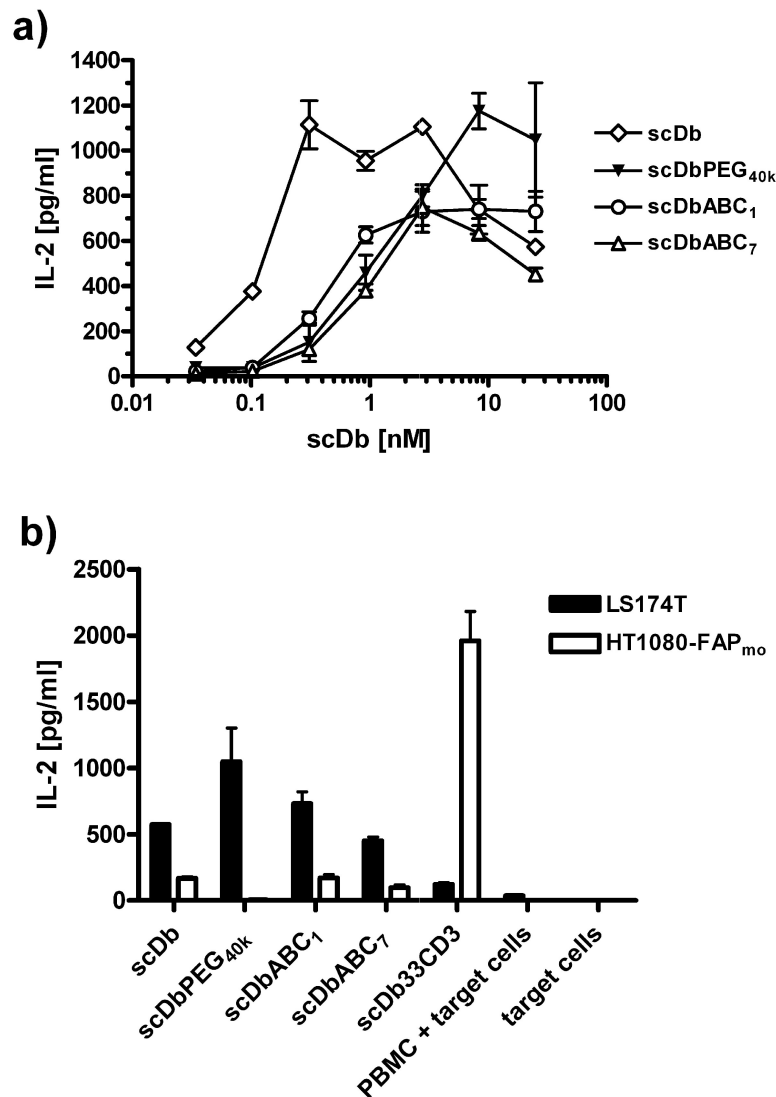 a)
1400
1200
1000
800
600
400
200
0
IL-2 [pg/ml]
0.01
0.1
1
10
100
scDb [nM]
scDb
scDbPEG40k
scDbABC1
scDbABC7
b)
2500
2000
1500
1000
500
0
IL-2 [pg/ml]
LS174T
HT1080-FAPmo
scDb
scDbPEG40k
scDbABC1
scDbABC7
scDb33CD3
PBMC + target cells
target cells